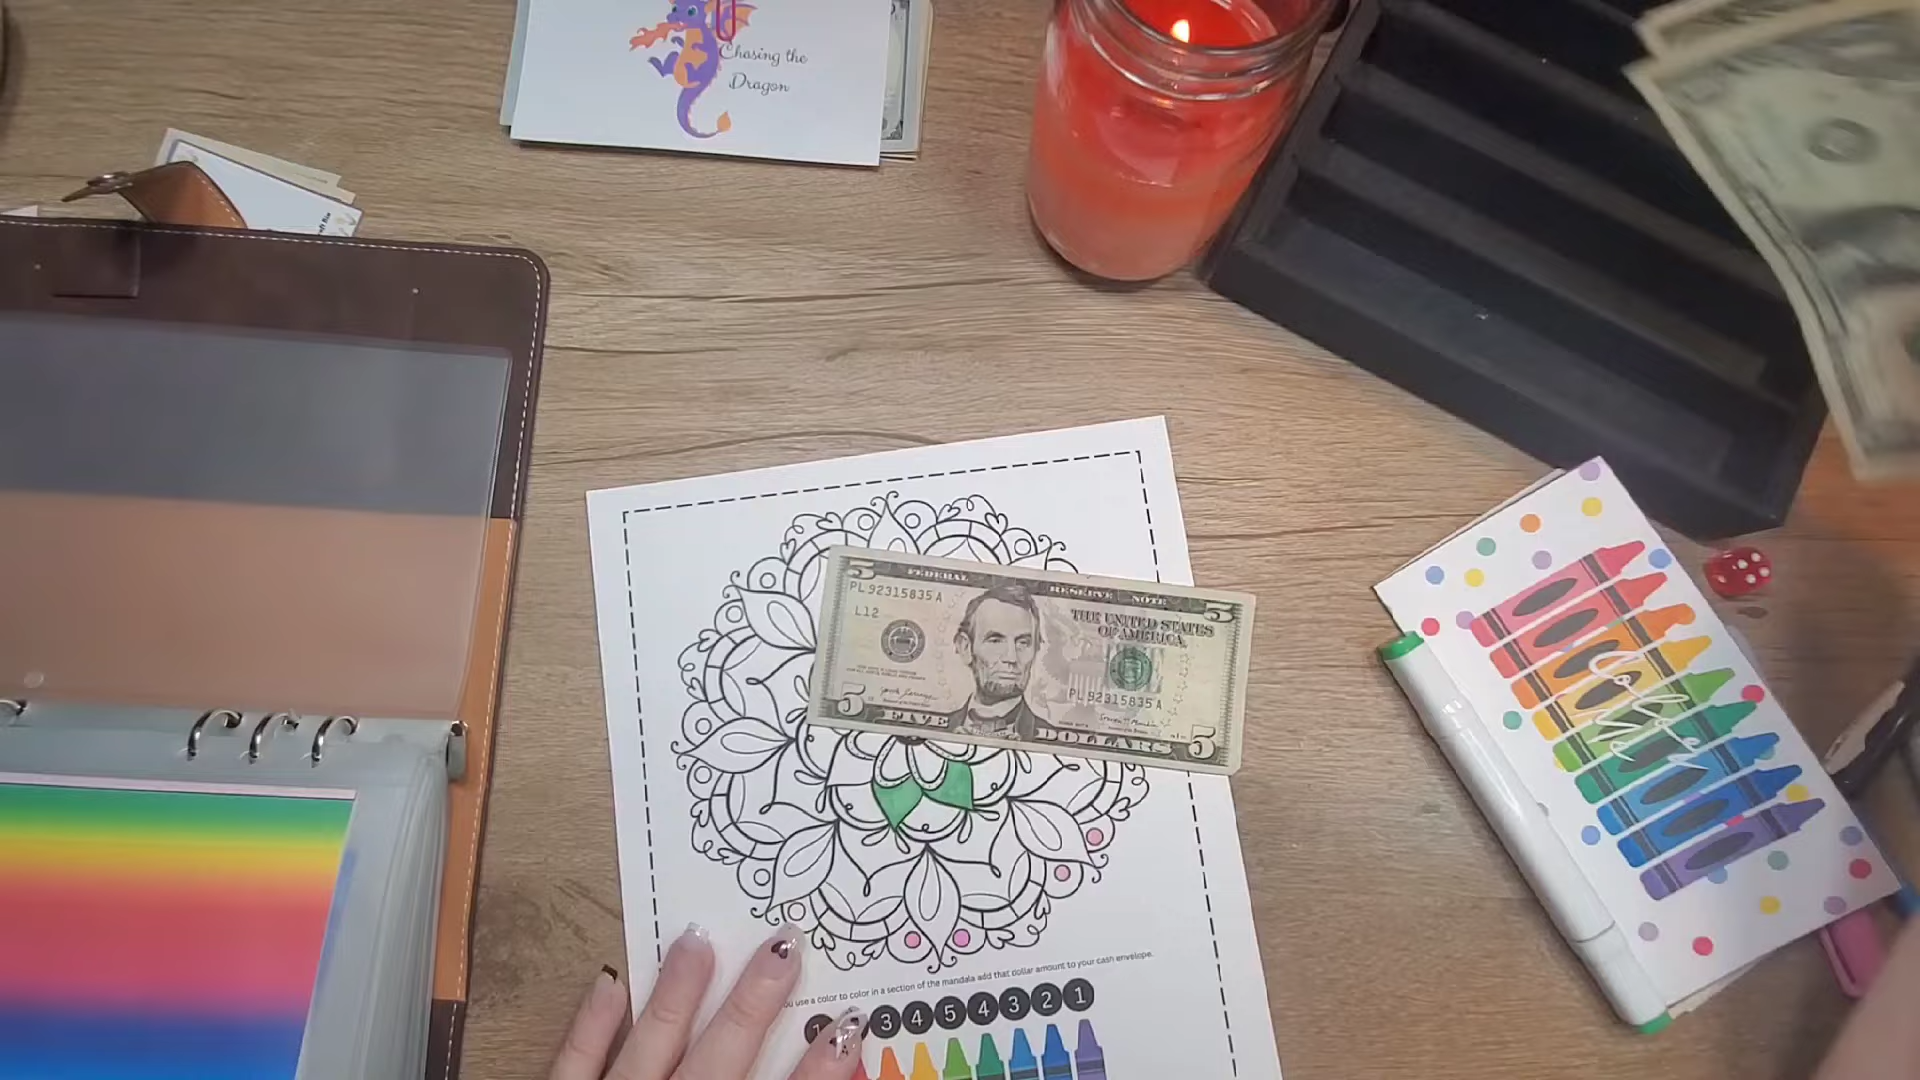 Chasing the
Dragon
5 FEDERAL RESERVE NOTE 5
PL 92315835 A
L12
THE UNITED STATES
OF AMERICA
PL 92315835 A
5 FIVE DOLLARS 5
use a color to color in a section of the mandala add that dollar amount to your cash envelope.
3 4 5 4 3 2 1